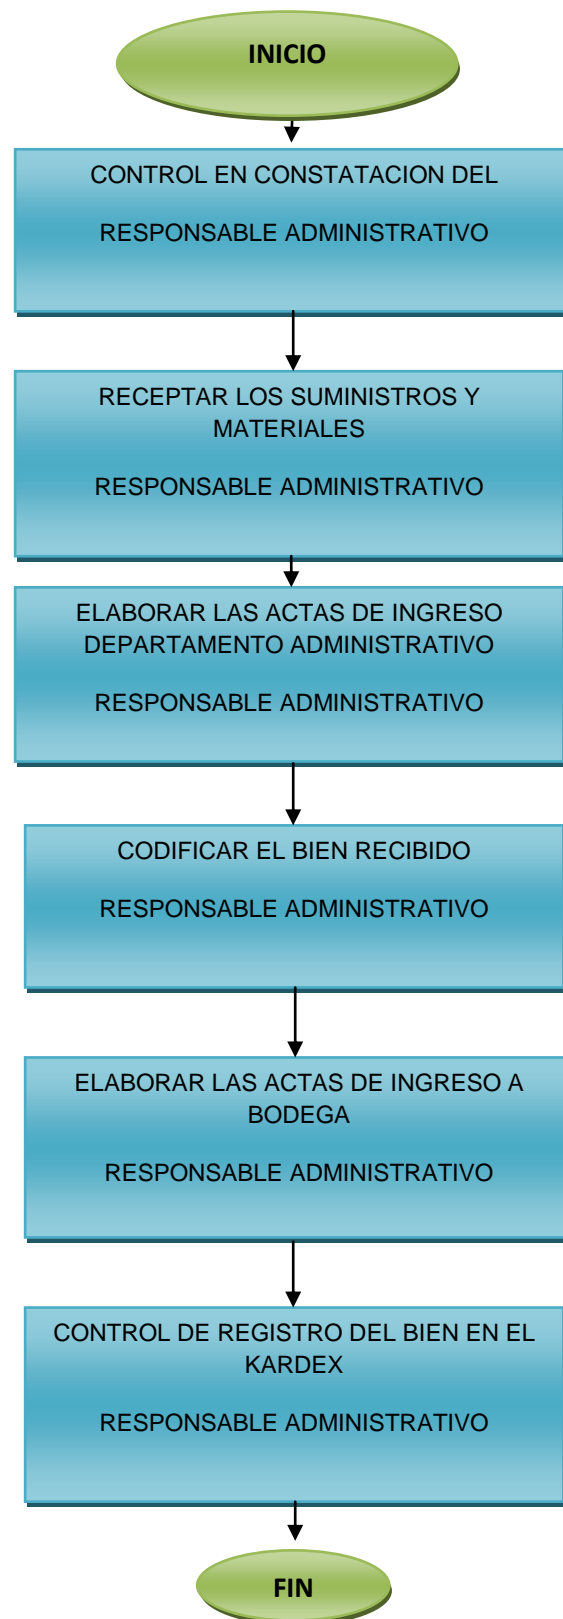 INICIO
CONTROL EN CONSTATACION DEL
RESPONSABLE ADMINISTRATIVO
RECEPTAR LOS SUMINISTROS Y
MATERIALES
RESPONSABLE ADMINISTRATIVO
ELABORAR LAS ACTAS DE INGRESO
DEPARTAMENTO ADMINISTRATIVO
RESPONSABLE ADMINISTRATIVO
CODIFICAR EL BIEN RECIBIDO
RESPONSABLE ADMINISTRATIVO
ELABORAR LAS ACTAS DE INGRESO A
BODEGA
RESPONSABLE ADMINISTRATIVO
CONTROL DE REGISTRO DEL BIEN EN EL
KARDEX
RESPONSABLE ADMINISTRATIVO
FIN